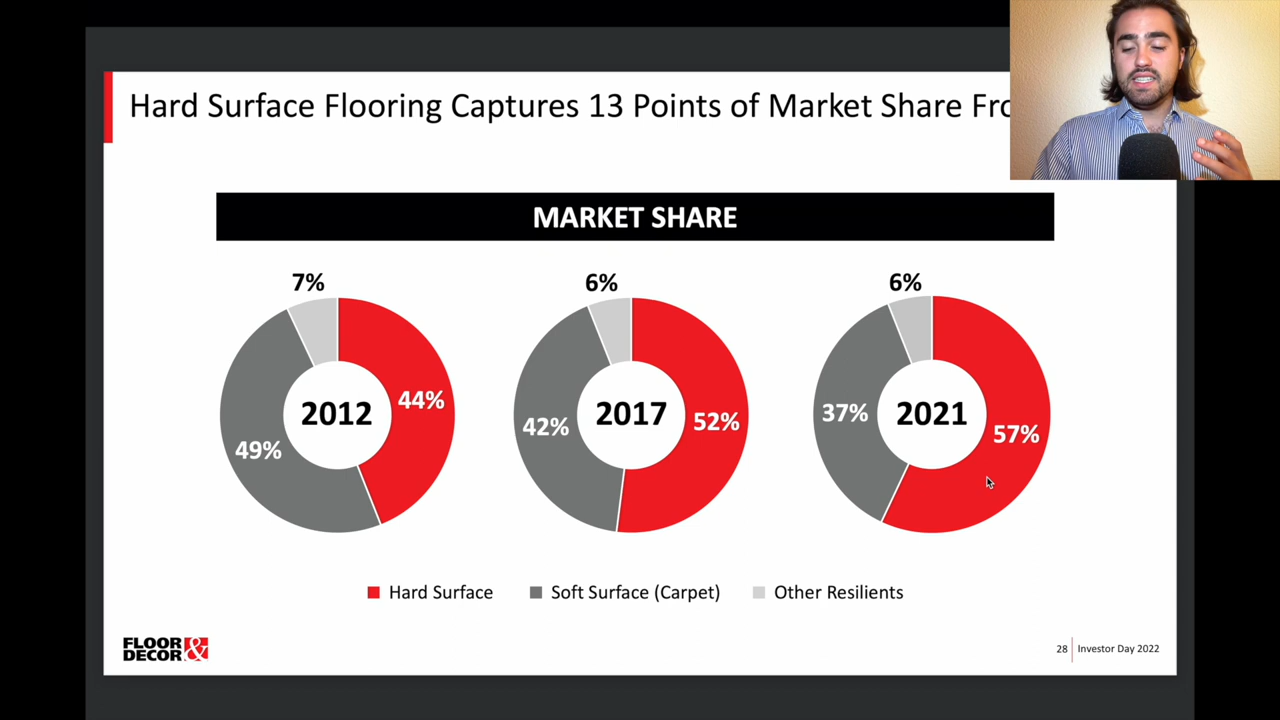 Hard Surface Flooring Captures 13 Points of Market Share
MARKET SHARE
7%
44%
49%
2012
6%
52%
42%
2017
6%
57%
37%
2021
Hard Surface
Soft Surface (Carpet)
Other Resilients
FLOOR & DECOR
28
Investor Day 2022